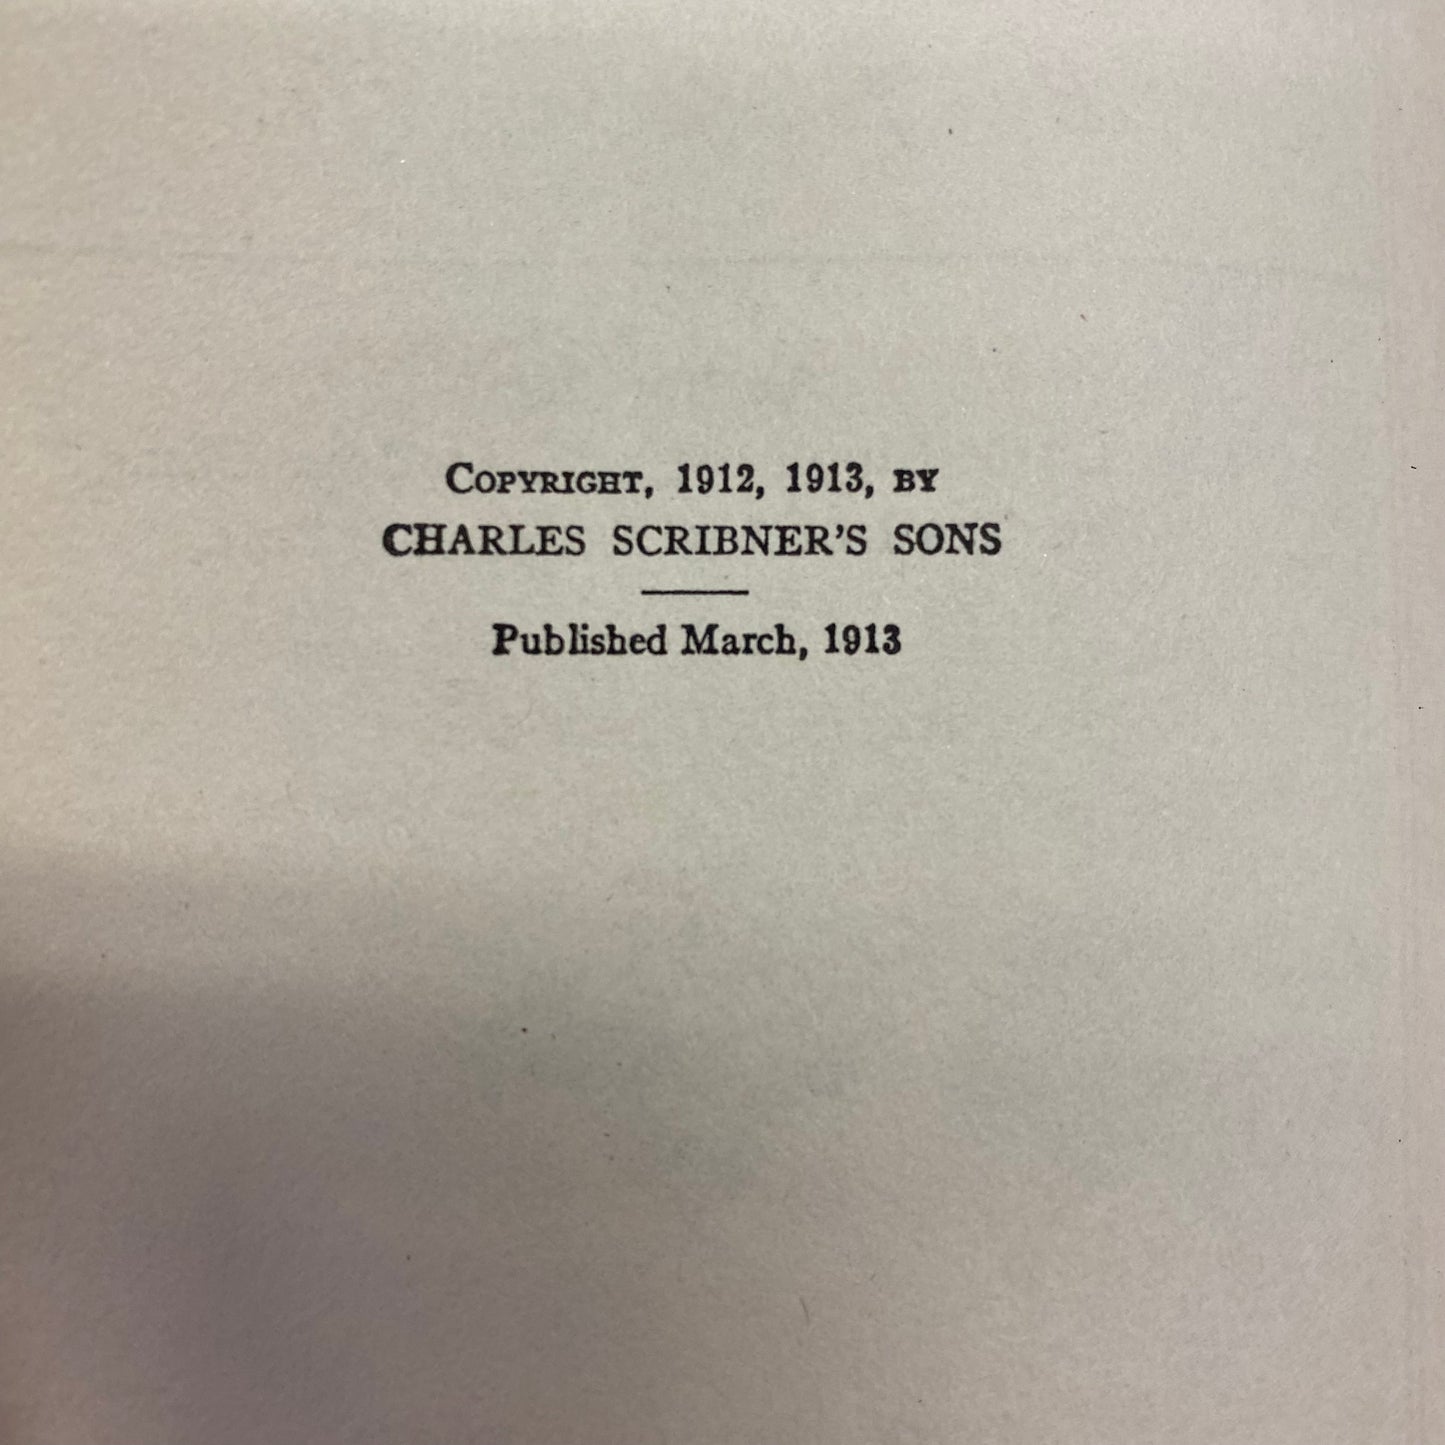 Copyright, 1912, 1913, by
CHARLES SCRIBNER'S SONS
Published March, 1913